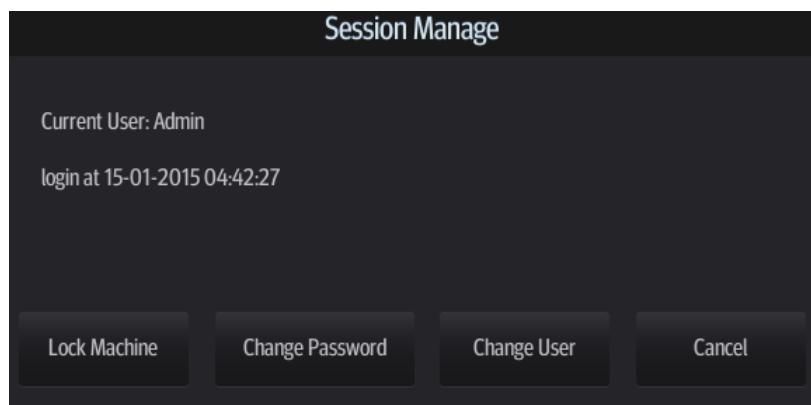 Session Manage
Current User: Admin
login at 15-01-2015 04:42:27
Lock Machine
Change Password
Change User
Cancel